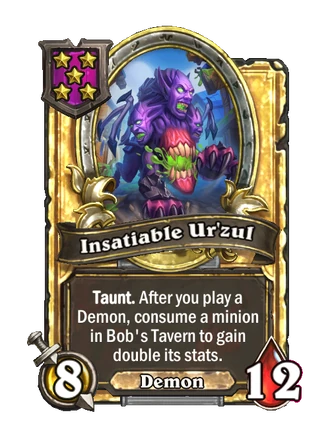 Insatiable Ur'zul
Taunt. After you play a
Demon, consume a minion
in Bob's Tavern to gain
double its stats.
8
Demon
12